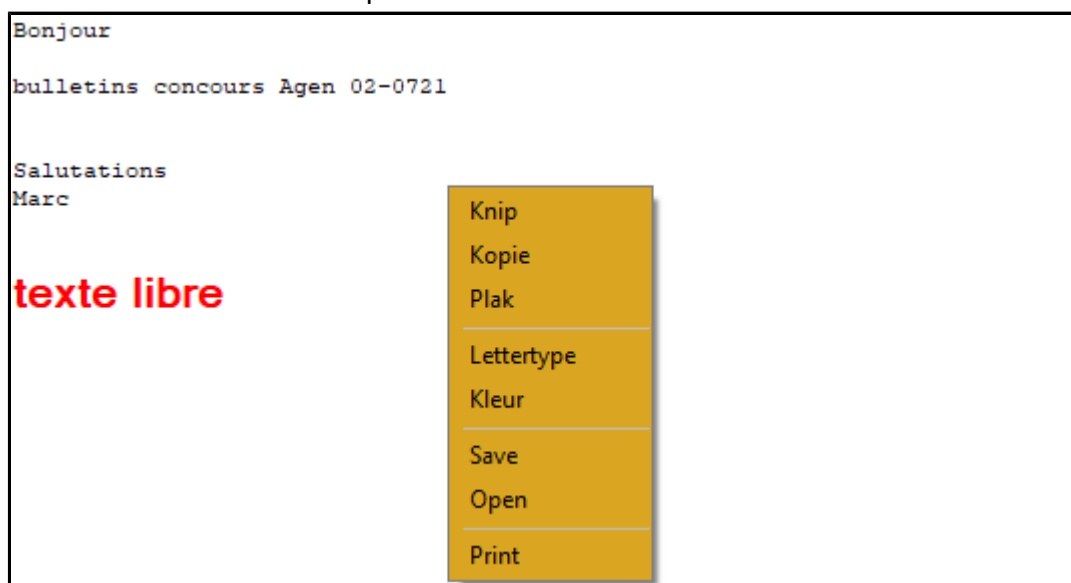 Bonjour
bulletins concours Agen 02-0721
Salutations
Marc
texte libre
Knip
Kopie
Plak
Lettertype
Kleur
Save
Open
Print